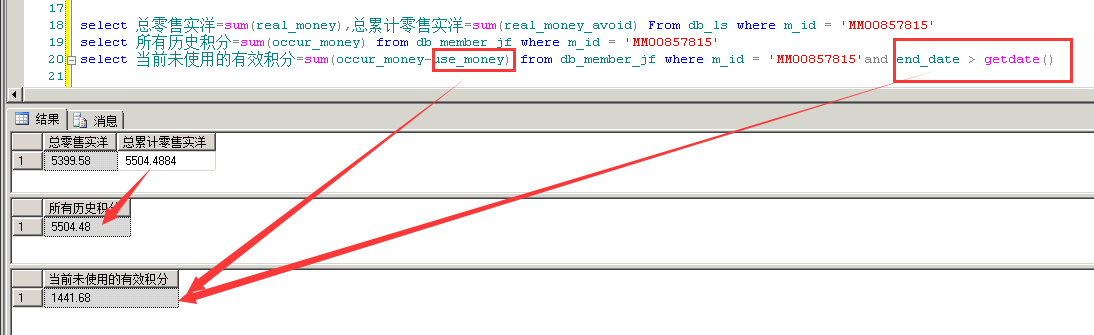 17
18 select 总零售实洋=sum(real_money),总累计零售实洋=sum(real_money_avoid) From db_ls where m_id = 'MM00857815'
19 select 所有历史积分=sum(occur_money) from db_member_jf where m_id = 'MM00857815'
20 select 当前未使用的有效积分=sum(occur_money-use_money) from db_member_jf where m_id = 'MM00857815'and end_date > getdate()
21
结果 消息
总零售实洋 总累计零售实洋
1 5399.58 5504.4884
所有历史积分
1 5504.48
当前未使用的有效积分
1 1441.68